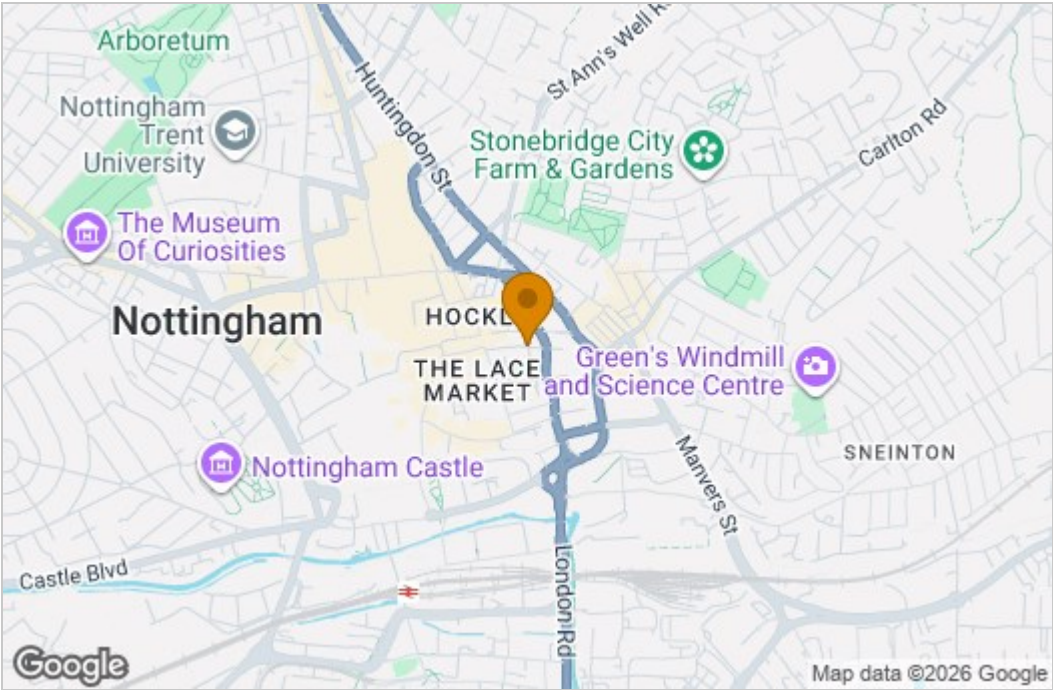 Arboretum
Huntingdon St
St Ann's Well
Nottingham
Trent
University
Stonebridge City
Farm & Gardens
Carlton Rd
The Museum
Of Curiosities
Nottingham
THE LACE
MARKET
Green's Windmill
and Science Centre
SNEINTON
Manvers St
Nottingham Castle
Castle Blvd
London Rd
Google
Map data ©2026 Google